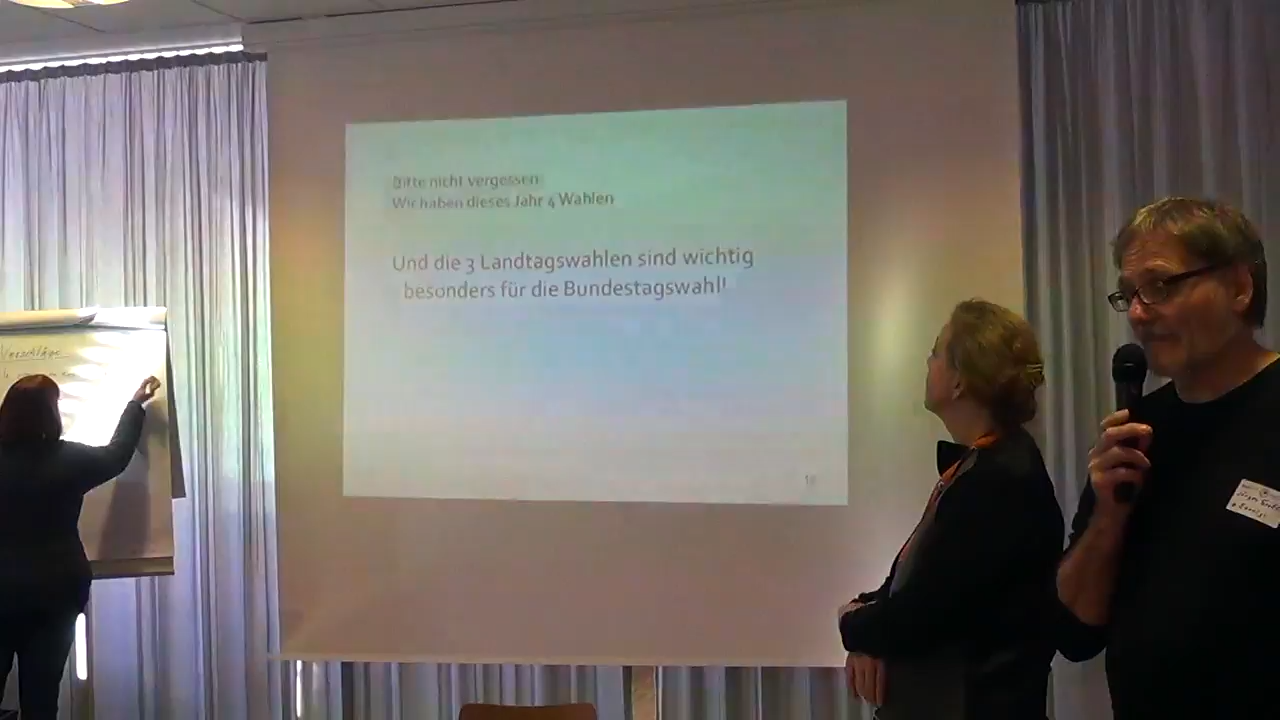 Bitte nicht vergessen:
Wir haben dieses Jahr 4 Wahlen
Und die 3 Landtagswahlen sind wichtig
besonders für die Bundestagswahl!
Vorschläge